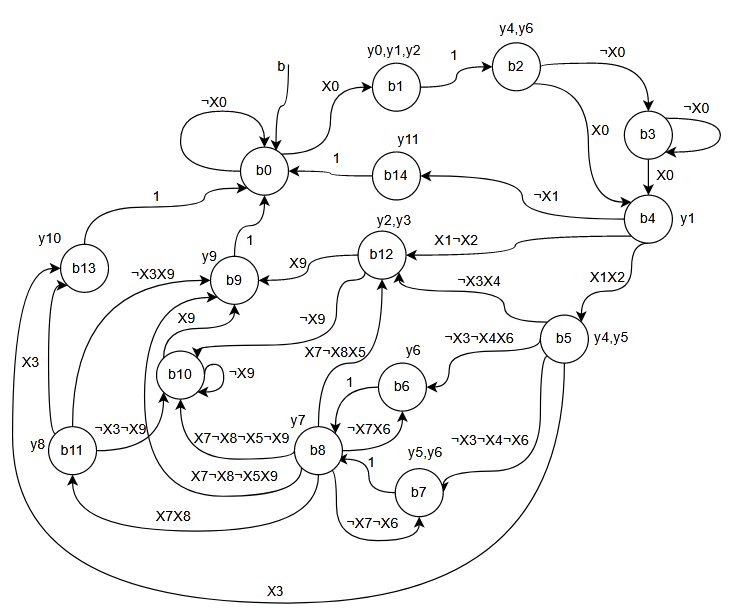 y4,y6
y0,y1,y2
1
¬X0
b
b2
X0
b1
¬X0
¬X0
X0
b3
y11
1
X0
b0
b14
¬X1
1
b4
y1
y2,y3
y10
1
X1¬X2
y9
b12
X9
b13
¬X3X9
b9
X1X2
¬X3X4
X9
¬X9
b5
y4,y5
¬X3¬X4X6
X7¬X8X5
y6
X3
b10
¬X9
1
b6
y7
¬X3¬X9
¬X7X6
y8
X7¬X8¬X5¬X9
¬X3¬X4¬X6
b11
b8
y5,y6
1
X7¬X8¬X5X9
b7
X7X8
¬X7¬X6
X3